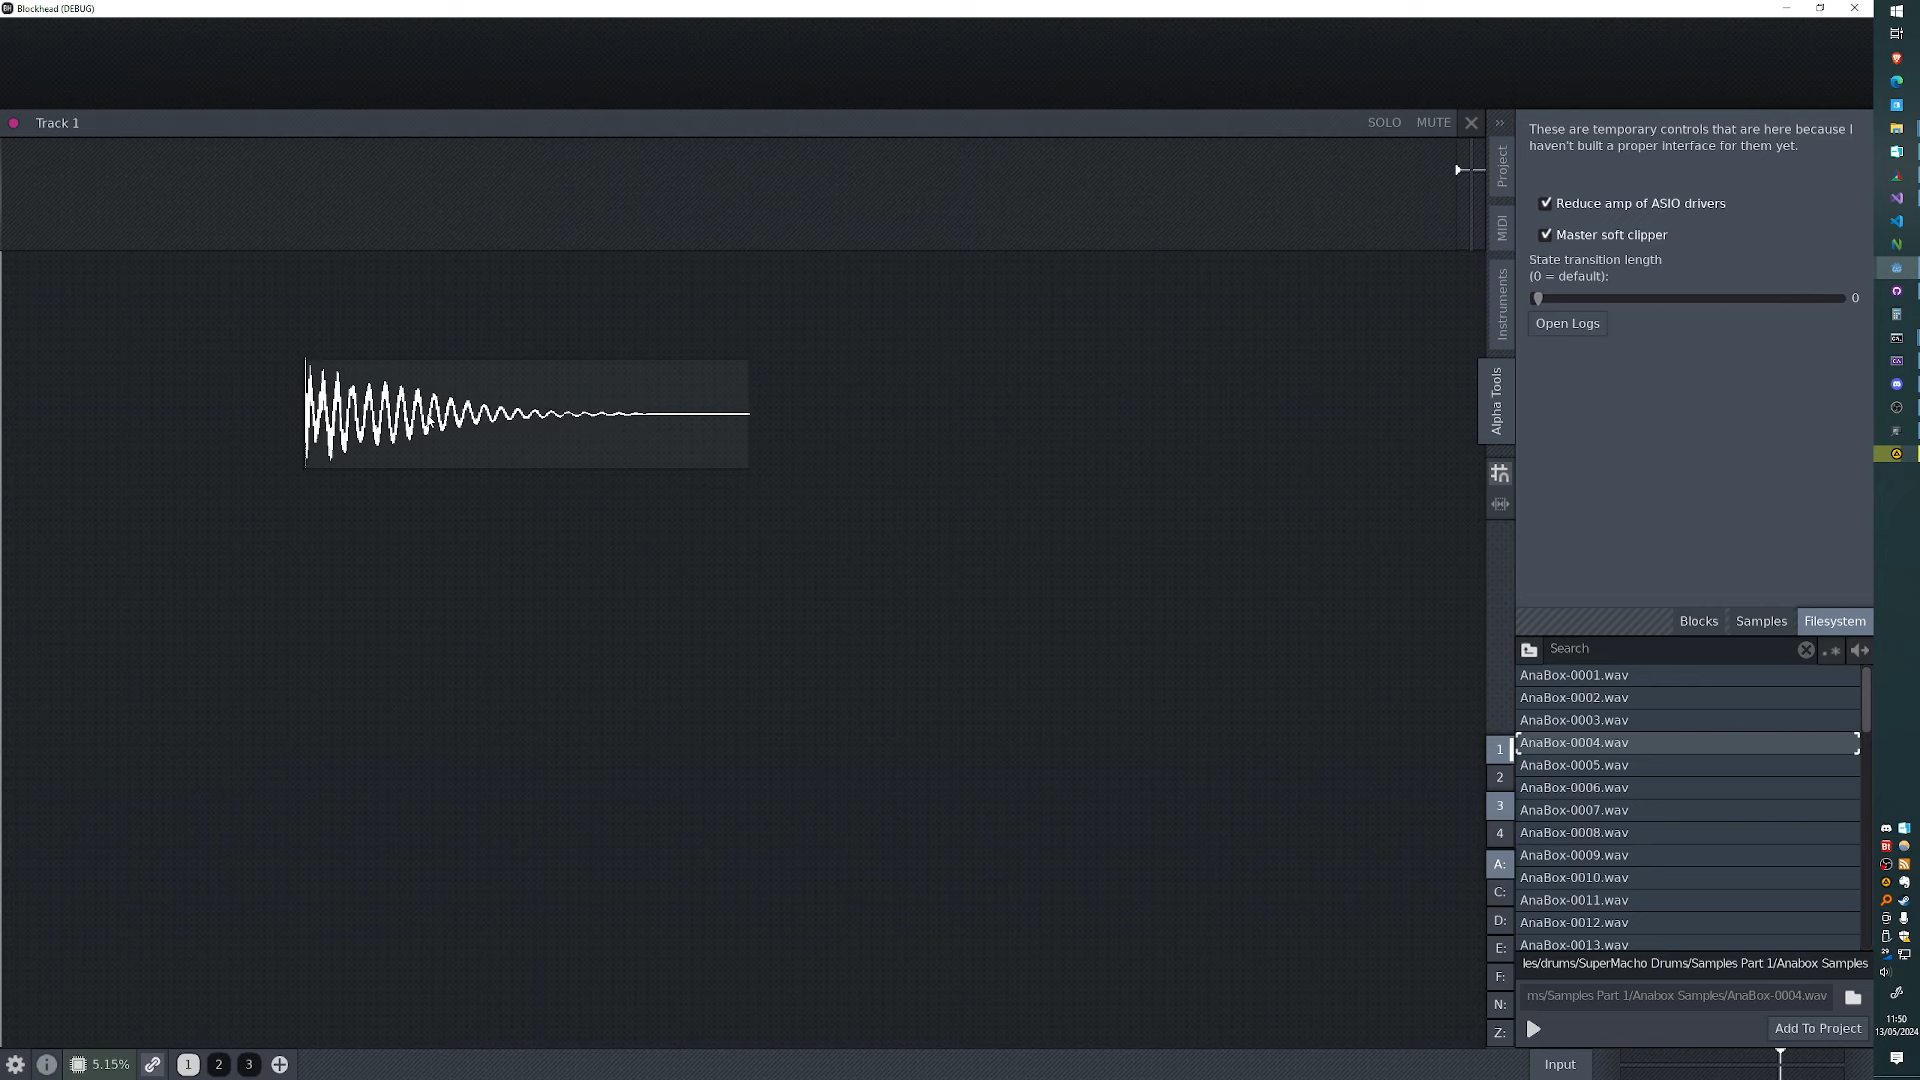 Blockhead (DEBUG)
Track 1
SOLO
MUTE
Project
MIDI
Instruments
Alpha Tools
These are temporary controls that are here because I
haven't built a proper interface for them yet.
Reduce amp of ASIO drivers
Master soft clipper
State transition length
(0 = default):
0
Open Logs
Blocks
Samples
Filesystem
Search
.*
AnaBox-0001.wav
AnaBox-0002.wav
AnaBox-0003.wav
AnaBox-0004.wav
AnaBox-0005.wav
AnaBox-0006.wav
AnaBox-0007.wav
AnaBox-0008.wav
AnaBox-0009.wav
AnaBox-0010.wav
AnaBox-0011.wav
AnaBox-0012.wav
AnaBox-0013.wav
1
2
3
4
A:
C:
D:
E:
F:
N:
Z:
les/drums/SuperMacho Drums/Samples Part 1/Anabox Samples
ms/Samples Part 1/Anabox Samples/AnaBox-0004.wav
Add To Project
5.15%
1
2
3
Input
11:50
13/05/2024